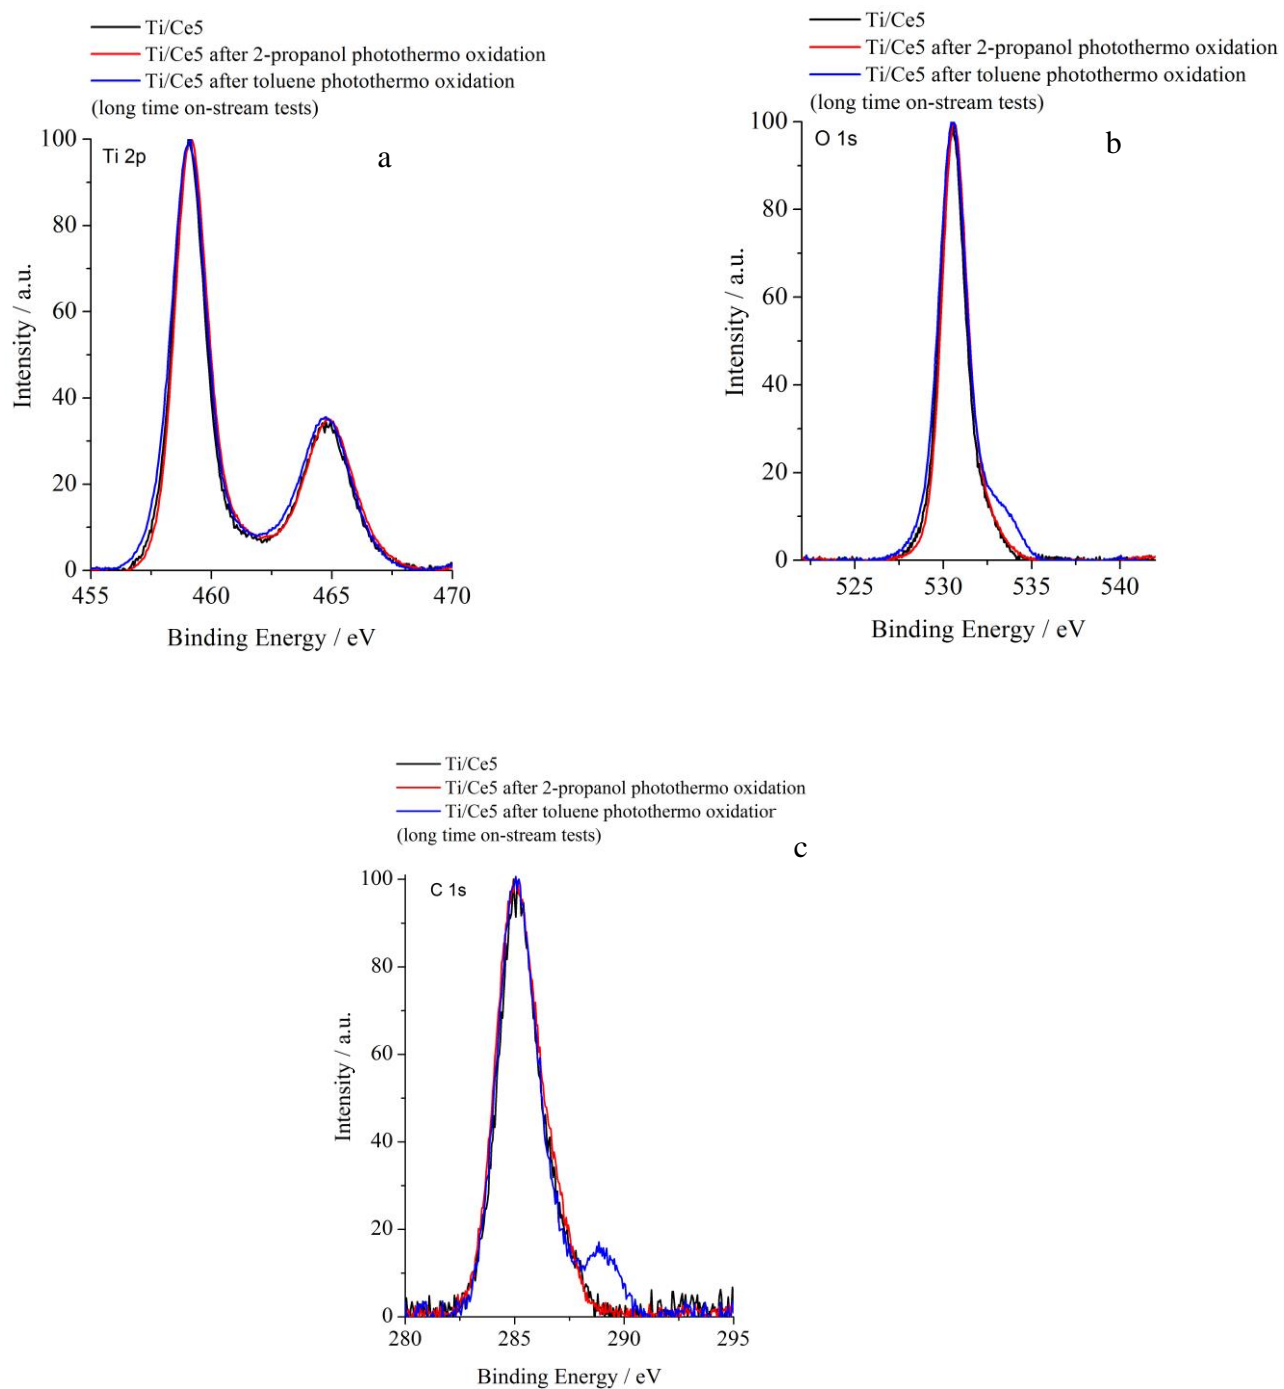 Ti/Ce5
Ti/Ce5 after 2-propanol photothermo oxidation
Ti/Ce5 after toluene photothermo oxidation
(long time on-stream tests)
100
80
60
40
20
0
Ti 2p
a
Intensity / a.u.
455 460 465 470
Binding Energy / eV
Ti/Ce5
Ti/Ce5 after 2-propanol photothermo oxidation
Ti/Ce5 after toluene photothermo oxidation
(long time on-stream tests)
100
80
60
40
20
0
O 1s
b
Intensity / a.u.
525 530 535 540
Binding Energy / eV
Ti/Ce5
Ti/Ce5 after 2-propanol photothermo oxidation
Ti/Ce5 after toluene photothermo oxidatior
(long time on-stream tests)
c
100
80
60
40
20
0
C 1s
Intensity / a.u.
280 285 290 295
Binding Energy / eV